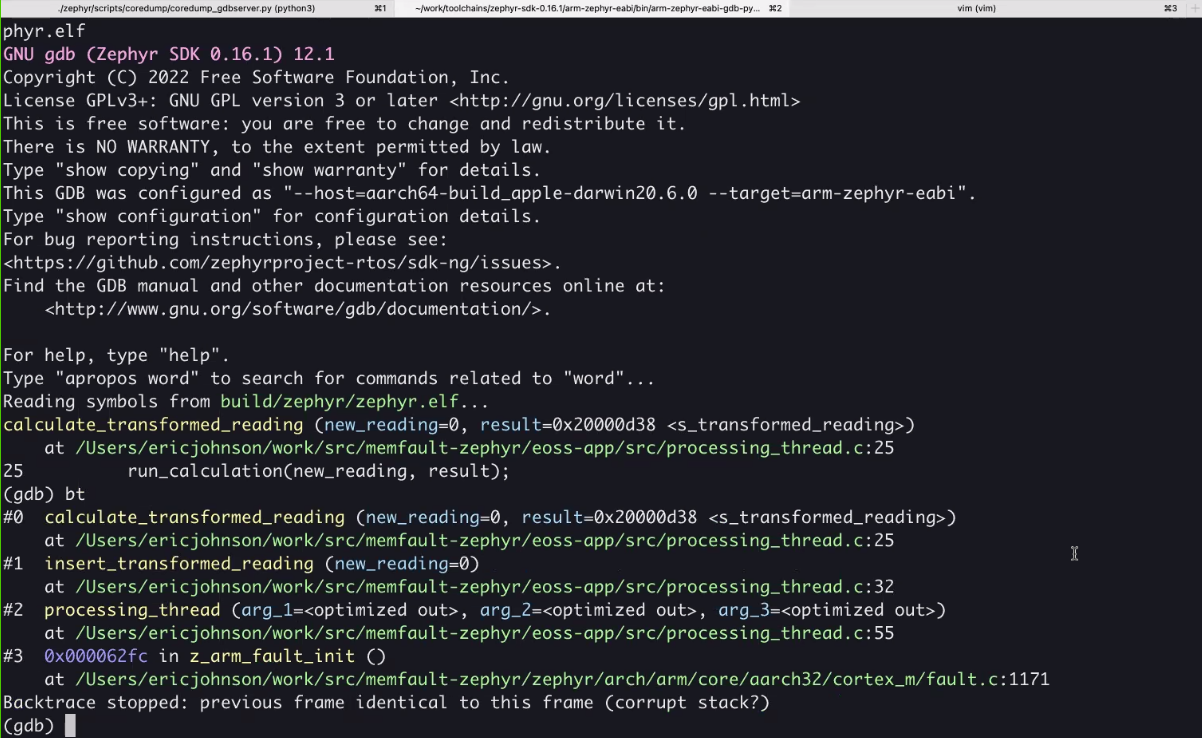 ./zephyr/scripts/coredump/coredump_gdbserver.py (python3) ⌘1 ~/work/toolchains/zephyr-sdk-0.16.1/arm-zephyr-eabi/bin/arm-zephyr-eabi-gdb-py... ⌘2 vim (vim) ⌘3
phyr.elf
GNU gdb (Zephyr SDK 0.16.1) 12.1
Copyright (C) 2022 Free Software Foundation, Inc.
License GPLv3+: GNU GPL version 3 or later <http://gnu.org/licenses/gpl.html>
This is free software: you are free to change and redistribute it.
There is NO WARRANTY, to the extent permitted by law.
Type "show copying" and "show warranty" for details.
This GDB was configured as "--host=aarch64-build_apple-darwin20.6.0 --target=arm-zephyr-eabi".
Type "show configuration" for configuration details.
For bug reporting instructions, please see:
<https://github.com/zephyrproject-rtos/sdk-ng/issues>.
Find the GDB manual and other documentation resources online at:
    <http://www.gnu.org/software/gdb/documentation/>.

For help, type "help".
Type "apropos word" to search for commands related to "word"...
Reading symbols from build/zephyr/zephyr.elf...
calculate_transformed_reading (new_reading=0, result=0x20000d38 <s_transformed_reading>)
    at /Users/ericjohnson/work/src/memfault-zephyr/eoss-app/src/processing_thread.c:25
25          run_calculation(new_reading, result);
(gdb) bt
#0  calculate_transformed_reading (new_reading=0, result=0x20000d38 <s_transformed_reading>)
    at /Users/ericjohnson/work/src/memfault-zephyr/eoss-app/src/processing_thread.c:25
#1  insert_transformed_reading (new_reading=0)
    at /Users/ericjohnson/work/src/memfault-zephyr/eoss-app/src/processing_thread.c:32
#2  processing_thread (arg_1=<optimized out>, arg_2=<optimized out>, arg_3=<optimized out>)
    at /Users/ericjohnson/work/src/memfault-zephyr/eoss-app/src/processing_thread.c:55
#3  0x000062fc in z_arm_fault_init ()
    at /Users/ericjohnson/work/src/memfault-zephyr/zephyr/arch/arm/core/aarch32/cortex_m/fault.c:1171
Backtrace stopped: previous frame identical to this frame (corrupt stack?)
(gdb)